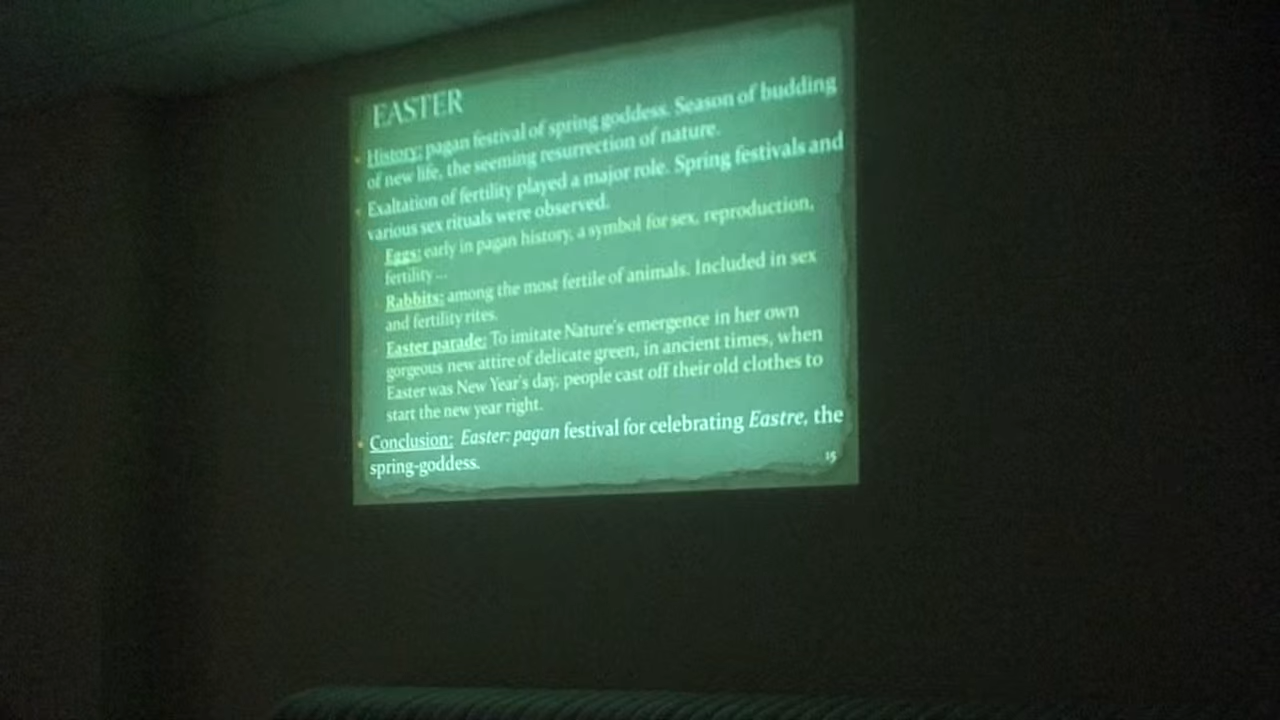 EASTER
History: pagan festival of spring goddess. Season of budding
of new life, the seeming resurrection of nature.
Exaltation of fertility played a major role. Spring festivals and
various sex rituals were observed.
Eggs: early in pagan history, a symbol for sex, reproduction,
fertility ...
Rabbits: among the most fertile of animals. Included in sex
and fertility rites.
Easter parade: To imitate Nature's emergence in her own
gorgeous new attire of delicate green, in ancient times, when
Easter was New Year's day, people cast off their old clothes to
start the new year right.
Conclusion: Easter: pagan festival for celebrating Eastre, the
spring-goddess.
15